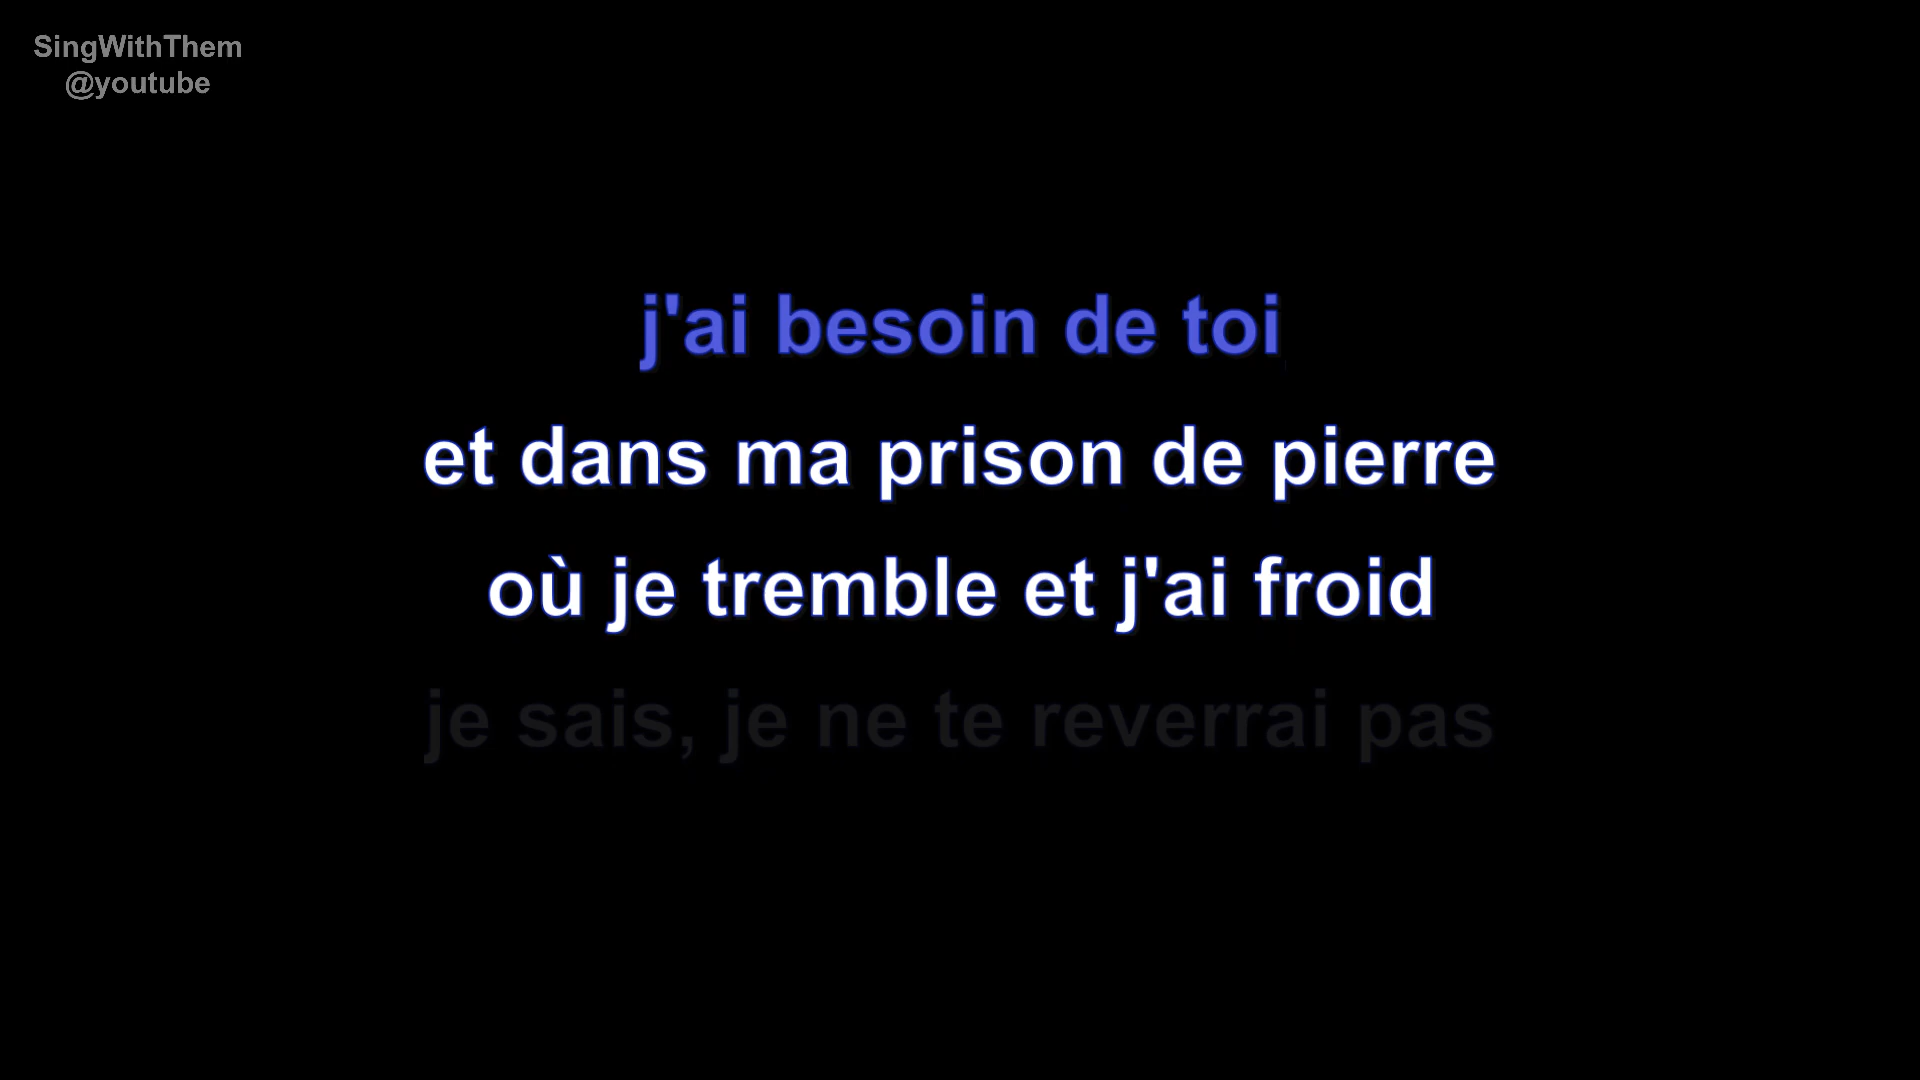 SingWithThem
@youtube
j'ai besoin de toi
et dans ma prison de pierre
où je tremble et j'ai froid
je sais, je ne te reverrai pas